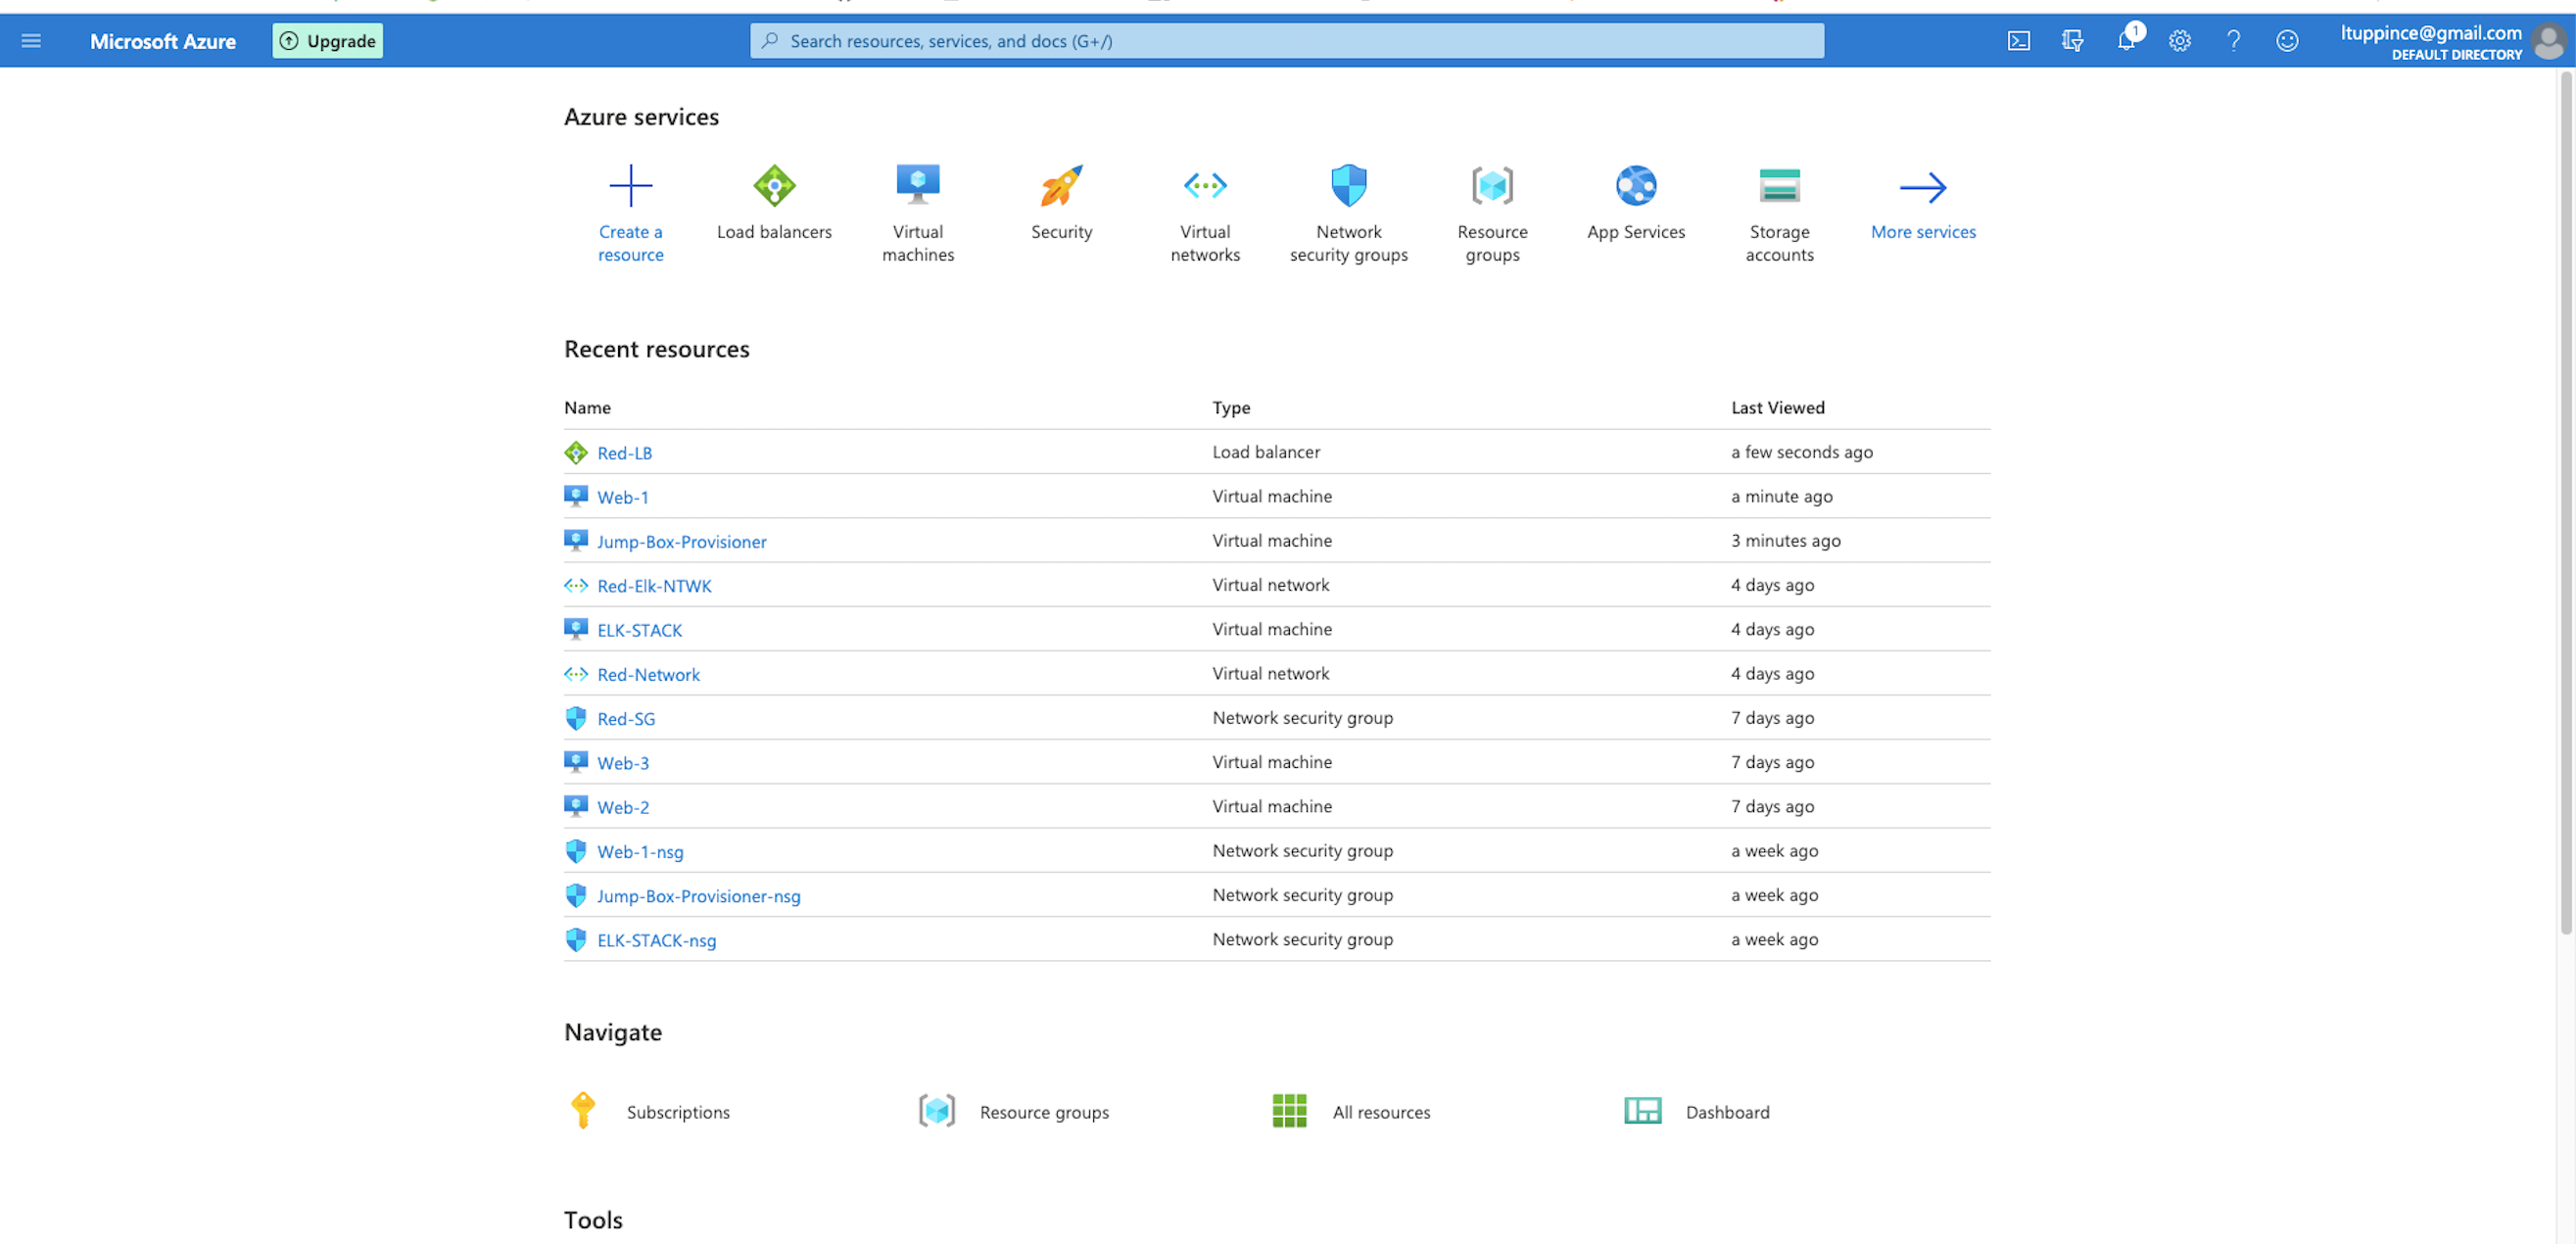 Microsoft Azure
Upgrade
Search resources, services, and docs (G+/)
1
ltuppince@gmail.com
DEFAULT DIRECTORY
Azure services
Create a resource
Load balancers
Virtual machines
Security
Virtual networks
Network security groups
Resource groups
App Services
Storage accounts
More services
Recent resources
Name Type Last Viewed
Red-LB Load balancer a few seconds ago
Web-1 Virtual machine a minute ago
Jump-Box-Provisioner Virtual machine 3 minutes ago
Red-Elk-NTWK Virtual network 4 days ago
ELK-STACK Virtual machine 4 days ago
Red-Network Virtual network 4 days ago
Red-SG Network security group 7 days ago
Web-3 Virtual machine 7 days ago
Web-2 Virtual machine 7 days ago
Web-1-nsg Network security group a week ago
Jump-Box-Provisioner-nsg Network security group a week ago
ELK-STACK-nsg Network security group a week ago
Navigate
Subscriptions Resource groups All resources Dashboard
Tools